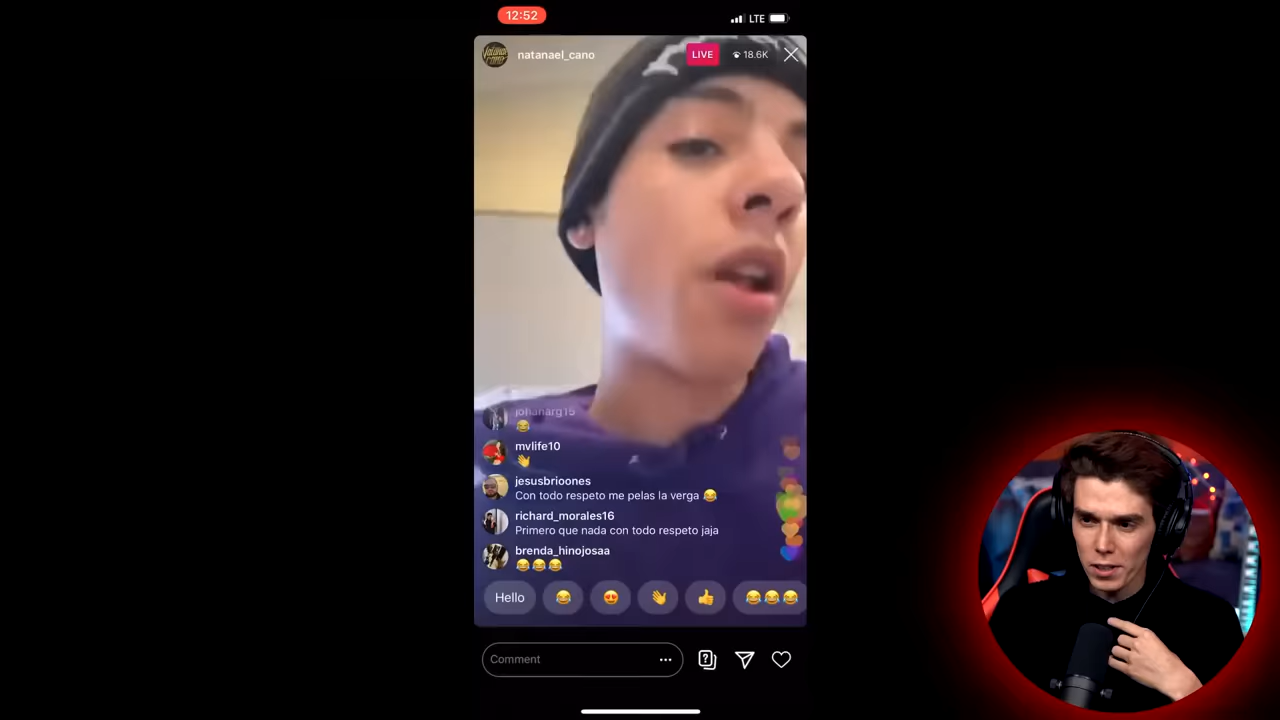 12:52
LTE
natanael_cano
LIVE
18.6K
johanarg15
😂
mvlife10
👋
jesusbrioones
Con todo respeto me pelas la verga 😂
richard_morales16
Primero que nada con todo respeto jaja
brenda_hinojosaa
😂😂😂
Hello 😂 😍 👋 👍 😂😂😂
Comment